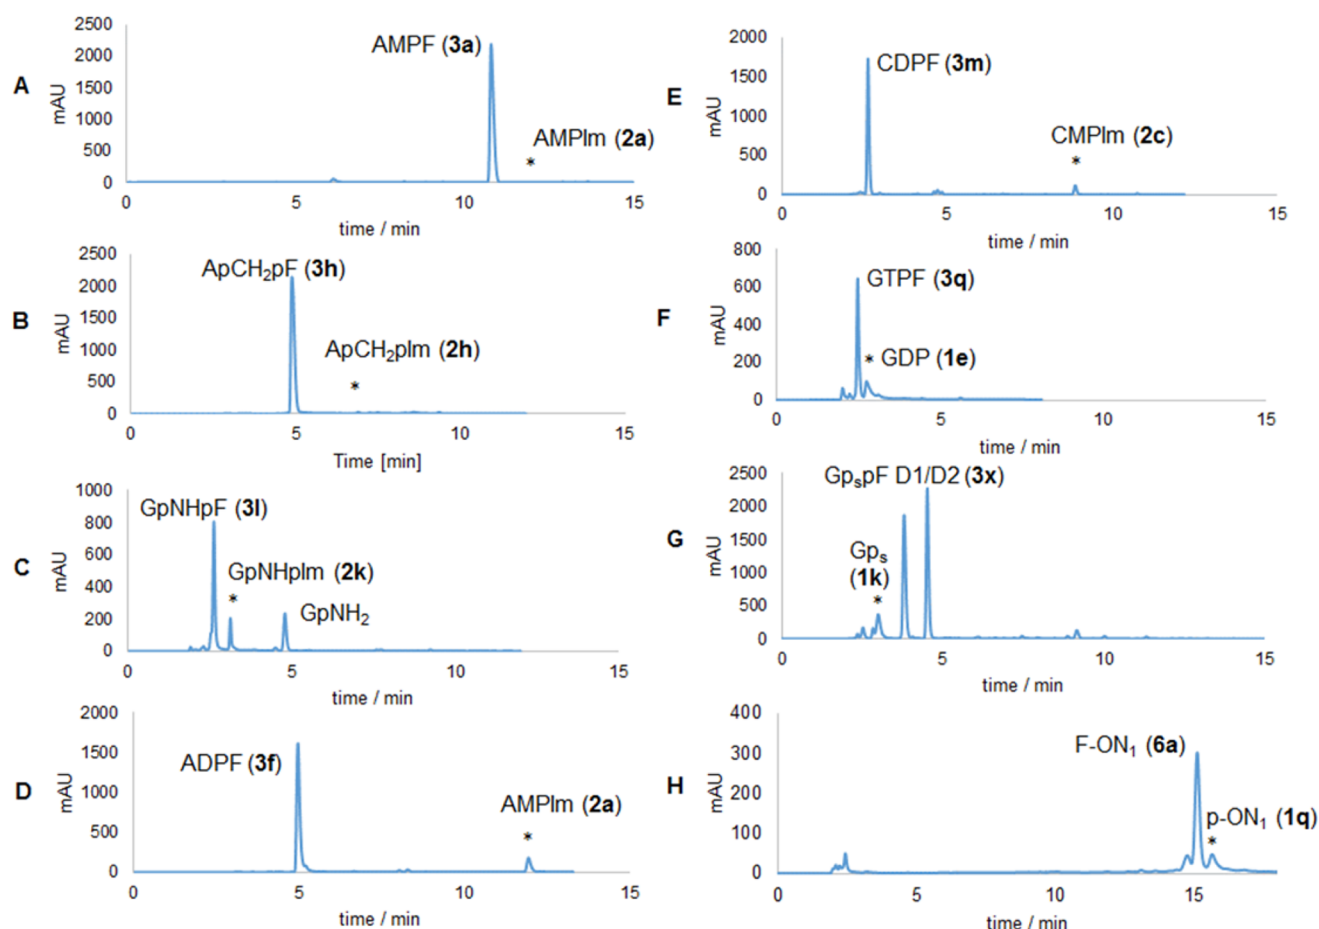 A
mAU
2500
2000
1500
1000
500
0
AMPF (3a)
AMPIm (2a)
*
0 5 10 15
time / min
B
mAU
2500
2000
1500
1000
500
0
ApCH₂pF (3h)
ApCH₂pIm (2h)
*
0 5 10 15
Time [min]
C
mAU
1000
800
600
400
200
0
GpNHpF (3l)
GpNHpIm (2k)
*
GpNH₂
0 5 10 15
time / min
D
mAU
2000
1500
1000
500
0
ADPF (3f)
AMPIm (2a)
*
0 5 10 15
time / min
E
mAU
2000
1500
1000
500
0
CDPF (3m)
CMPIm (2c)
*
0 5 10 15
time / min
F
mAU
800
600
400
200
0
GTPF (3q)
* GDP (1e)
0 5 10 15
time / min
G
mAU
2500
2000
1500
1000
500
0
GpₛpF D1/D2 (3x)
Gpₛ
(1k)
*
0 5 10 15
time / min
H
mAU
400
300
200
100
0
F-ON₁ (6a)
p-ON₁ (1q)
*
0 5 10 15
time / min